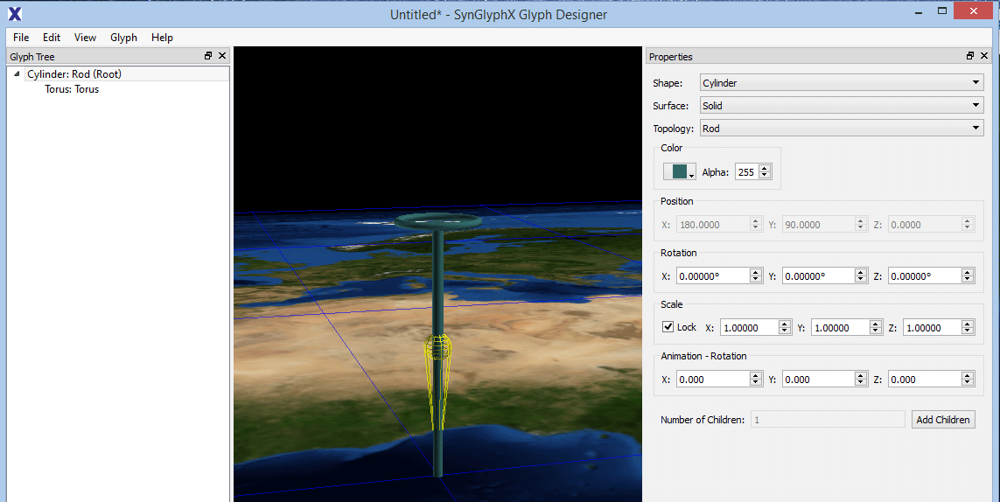 Untitled* - SynGlyphX Glyph Designer
File Edit View Glyph Help
Glyph Tree
Cylinder: Rod (Root)
Torus: Torus
Properties
Shape: Cylinder
Surface: Solid
Topology: Rod
Color
Alpha: 255
Position
X: 180.0000 Y: 90.0000 Z: 0.0000
Rotation
X: 0.00000° Y: 0.00000° Z: 0.00000°
Scale
Lock X: 1.00000 Y: 1.00000 Z: 1.00000
Animation - Rotation
X: 0.000 Y: 0.000 Z: 0.000
Number of Children: 1 Add Children